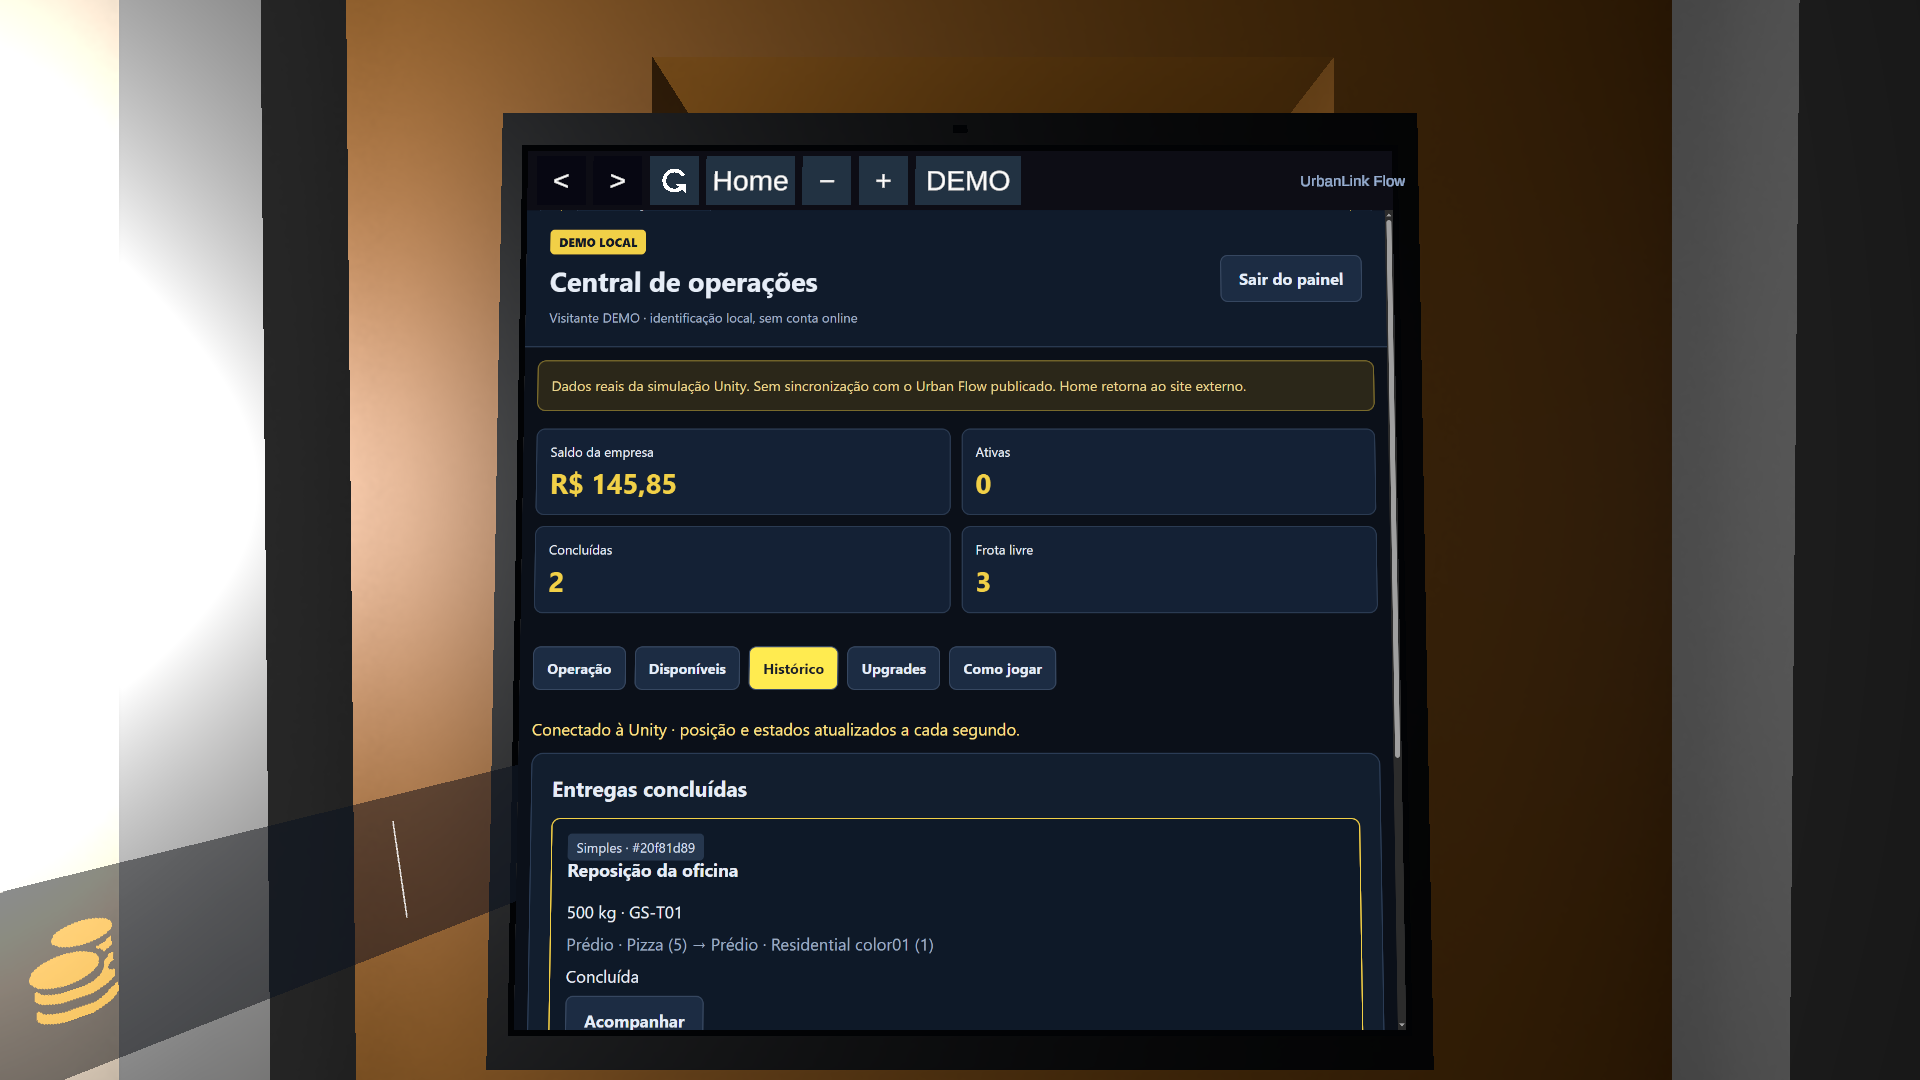 < > Home − + DEMO UrbanLink Flow
DEMO LOCAL
Central de operações
Sair do painel
Visitante DEMO · identificação local, sem conta online
Dados reais da simulação Unity. Sem sincronização com o Urban Flow publicado. Home retorna ao site externo.
Saldo da empresa
R$ 145,85
Ativas
0
Concluídas
2
Frota livre
3
Operação Disponíveis Histórico Upgrades Como jogar
Conectado à Unity · posição e estados atualizados a cada segundo.
Entregas concluídas
Simples · #20f81d89
Reposição da oficina
500 kg · GS-T01
Prédio · Pizza (5) → Prédio · Residential color01 (1)
Concluída
Acompanhar